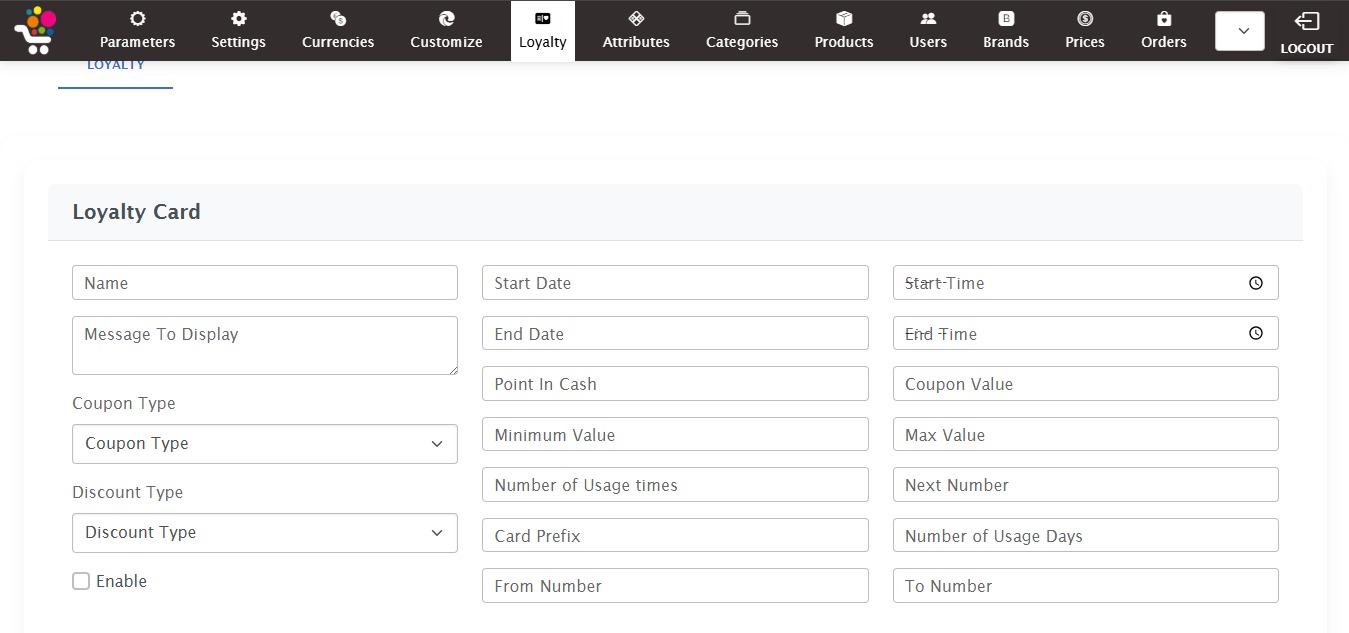 Parameters Settings Currencies Customize Loyalty Attributes Categories Products Users B Brands Prices Orders LOGOUT
LOYALTY
Loyalty Card
Name
Message To Display
Coupon Type
Coupon Type
Discount Type
Discount Type
Enable
Start Date
End Date
Point In Cash
Minimum Value
Number of Usage times
Card Prefix
From Number
Start Time
End Time
Coupon Value
Max Value
Next Number
Number of Usage Days
To Number